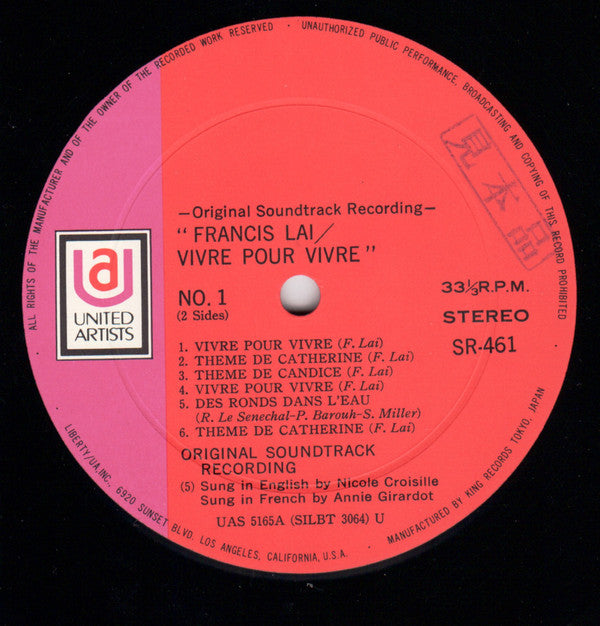 ALL RIGHTS OF THE MANUFACTURER AND OF THE OWNER OF THE RECORDED WORK RESERVED · UNAUTHORIZED PUBLIC PERFORMANCE, BROADCASTING AND COPYING OF THIS RECORD PROHIBITED
見本品
—Original Soundtrack Recording—
" FRANCIS LAI/
VIVRE POUR VIVRE"
ua
UNITED
ARTISTS
NO. 1
(2 Sides)
33⅓R.P.M.
STEREO
SR-461
1. VIVRE POUR VIVRE (F. Lai)
2. THEME DE CATHERINE (F. Lai)
3. THEME DE CANDICE (F. Lai)
4. VIVRE POUR VIVRE (F. Lai)
5. DES RONDS DANS L'EAU
(R. Le Senechal-P. Barouh-S. Miller)
6. THEME DE CATHERINE (F. Lai)
ORIGINAL SOUNDTRACK
RECORDING
(5) Sung in English by Nicole Croisille
Sung in French by Annie Girardot
UAS 5165A (SILBT 3064) U
LIBERTY/UA,INC., 6920 SUNSET BLVD. LOS ANGELES, CALIFORNIA, U.S.A. · MANUFACTURED BY KING RECORDS TOKYO, JAPAN